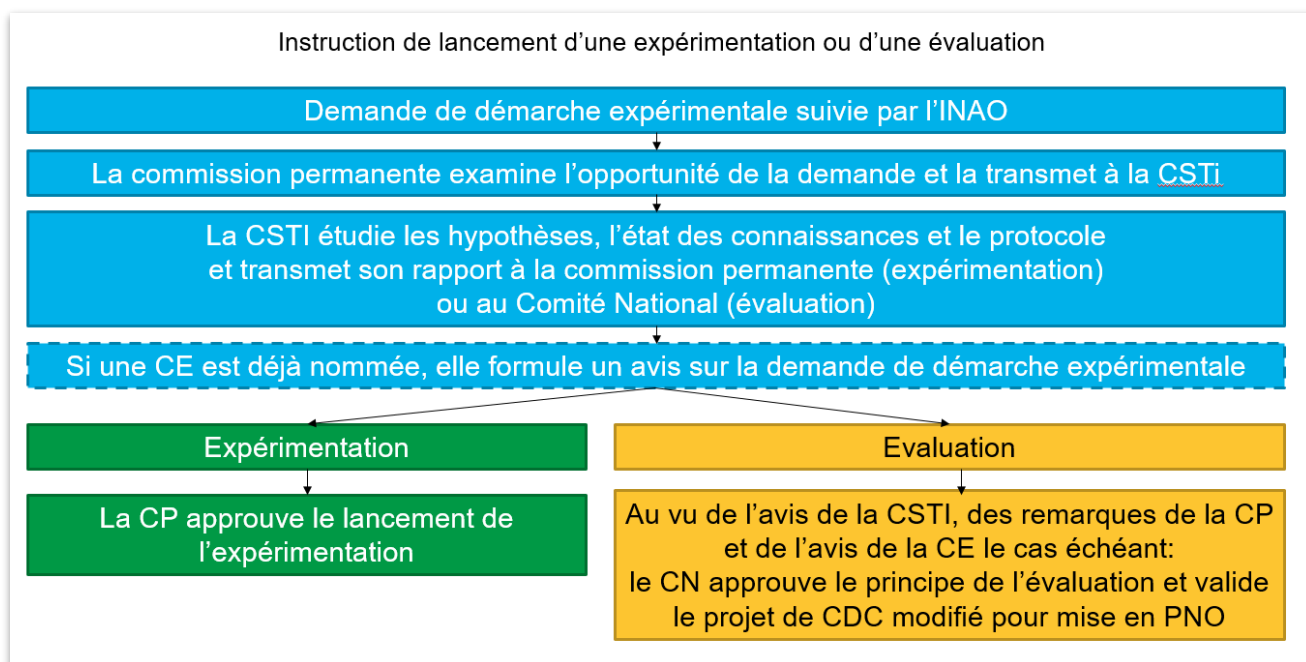 Instruction de lancement d’une expérimentation ou d’une évaluation
Demande de démarche expérimentale suivie par l’INAO
La commission permanente examine l’opportunité de la demande et la transmet à la CSTi
La CSTI étudie les hypothèses, l’état des connaissances et le protocole
et transmet son rapport à la commission permanente (expérimentation)
ou au Comité National (évaluation)
Si une CE est déjà nommée, elle formule un avis sur la demande de démarche expérimentale
Expérimentation
La CP approuve le lancement de
l’expérimentation
Evaluation
Au vu de l’avis de la CSTI, des remarques de la CP
et de l’avis de la CE le cas échéant:
le CN approuve le principe de l’évaluation et valide
le projet de CDC modifié pour mise en PNO